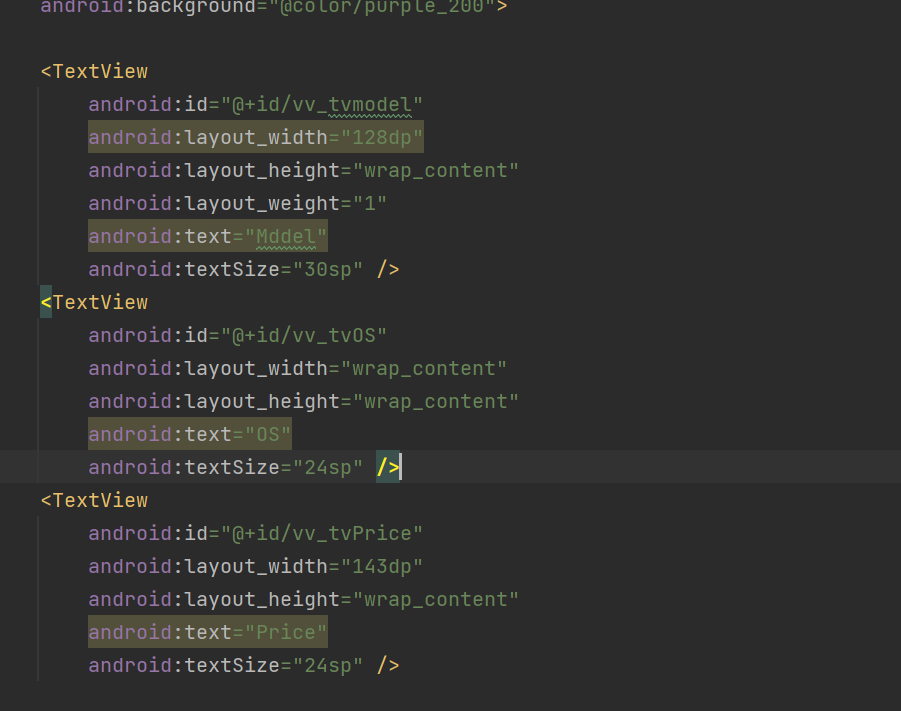 android:background="@color/purple_200">
<TextView
android:id="@+id/vv_tvmodel"
android:layout_width="128dp"
android:layout_height="wrap_content"
android:layout_weight="1"
android:text="Mddel"
android:textSize="30sp" />
<TextView
android:id="@+id/vv_tvOS"
android:layout_width="wrap_content"
android:layout_height="wrap_content"
android:text="OS"
android:textSize="24sp" />
<TextView
android:id="@+id/vv_tvPrice"
android:layout_width="143dp"
android:layout_height="wrap_content"
android:text="Price"
android:textSize="24sp" />